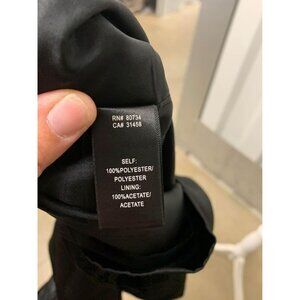 RN# 80734
CA# 31458
SELF:
100%POLYESTER/
POLYESTER
LINING:
100%ACETATE/
ACETATE